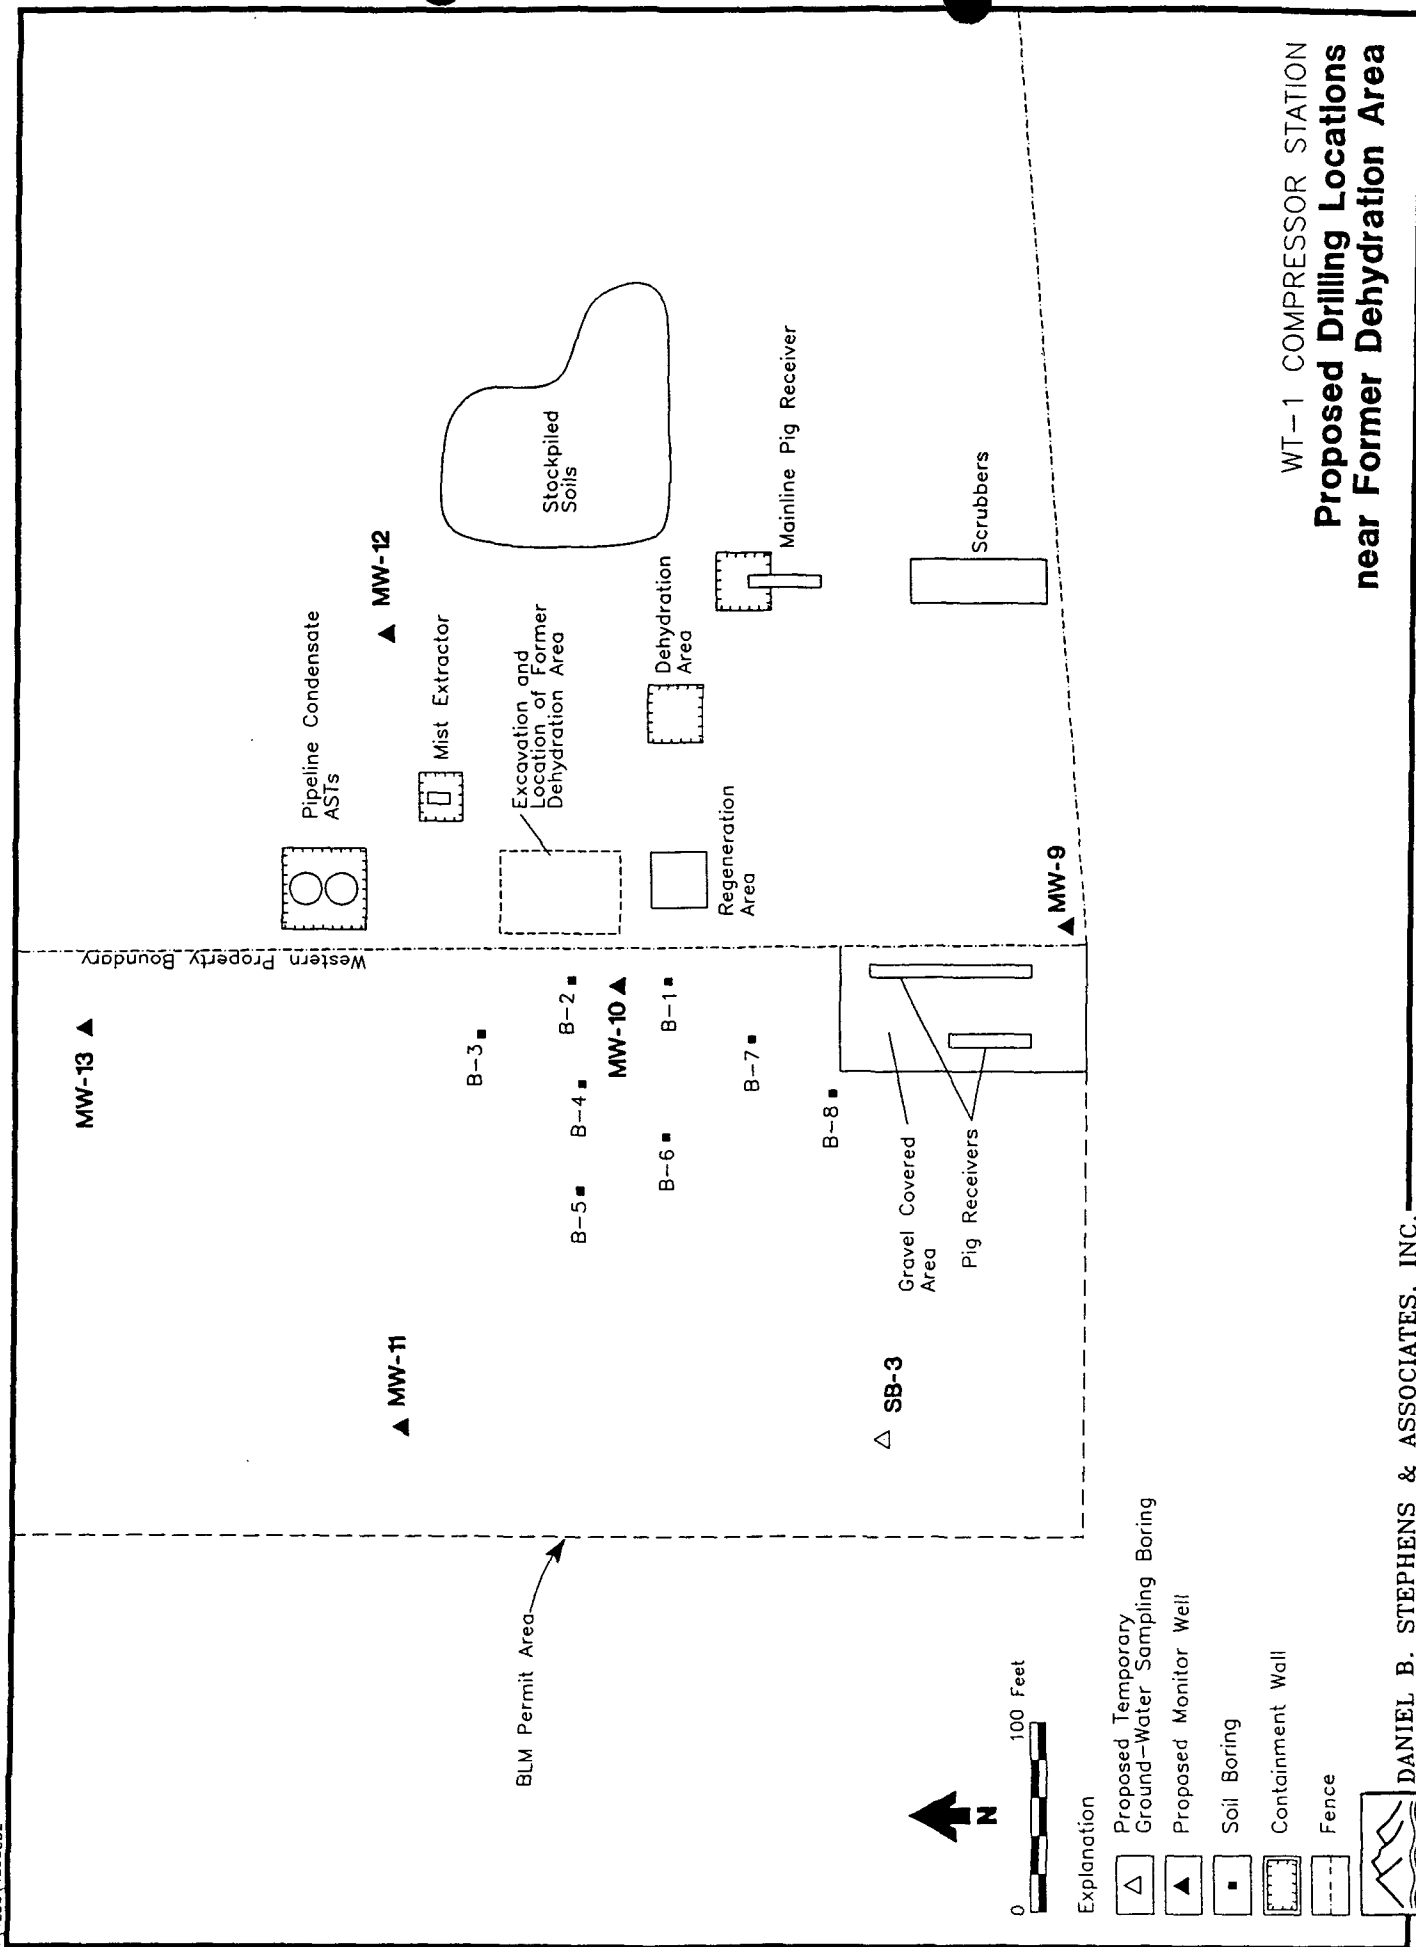 WT-1 COMPRESSOR STATION
Proposed Drilling Locations
near Former Dehydration Area
MW-13
Western Property Boundary
Pipeline Condensate
ASTs
MW-12
Mist Extractor
MW-11
Stockpiled
Soils
Excavation and
Location of Former
Dehydration Area
B-3
B-2
B-4
B-5
MW-10
B-1
B-6
Dehydration
Area
Regeneration
Area
B-7
Mainline Pig Receiver
B-8
SB-3
Gravel Covered
Area
Pig Receivers
Scrubbers
MW-9
BLM Permit Area
N
0
100 Feet
Explanation
Proposed Temporary
Ground-Water Sampling Boring
Proposed Monitor Well
Soil Boring
Containment Wall
Fence
DANIEL B. STEPHENS & ASSOCIATES, INC.